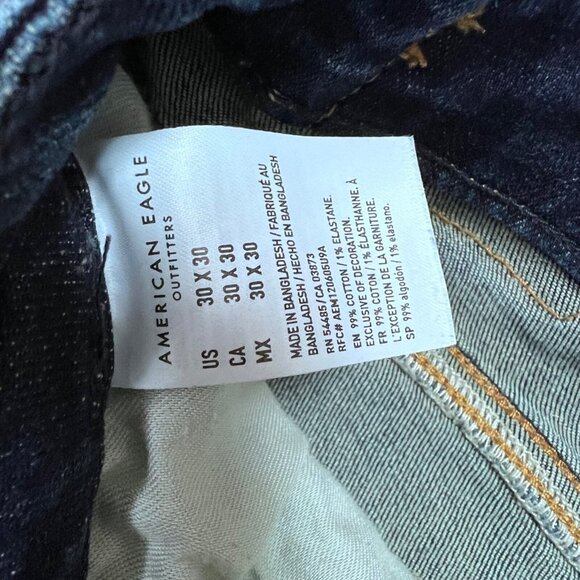 AMERICAN EAGLE
OUTFITTERS
US 30 X 30
CA 30 X 30
MX 30 X 30
MADE IN BANGLADESH / FABRIQUÉ AU
BANGLADESH / HECHO EN BANGLADESH
RN 54485 / CA 03873
RFC# AEM120605U9A
EN 99% COTTON / 1% ELASTANE.
EXCLUSIVE OF DECORATION.
FR 99% COTON / 1% ÉLASTHANNE. À
L'EXCEPTION DE LA GARNITURE.
SP 99% algodón / 1% elastano.